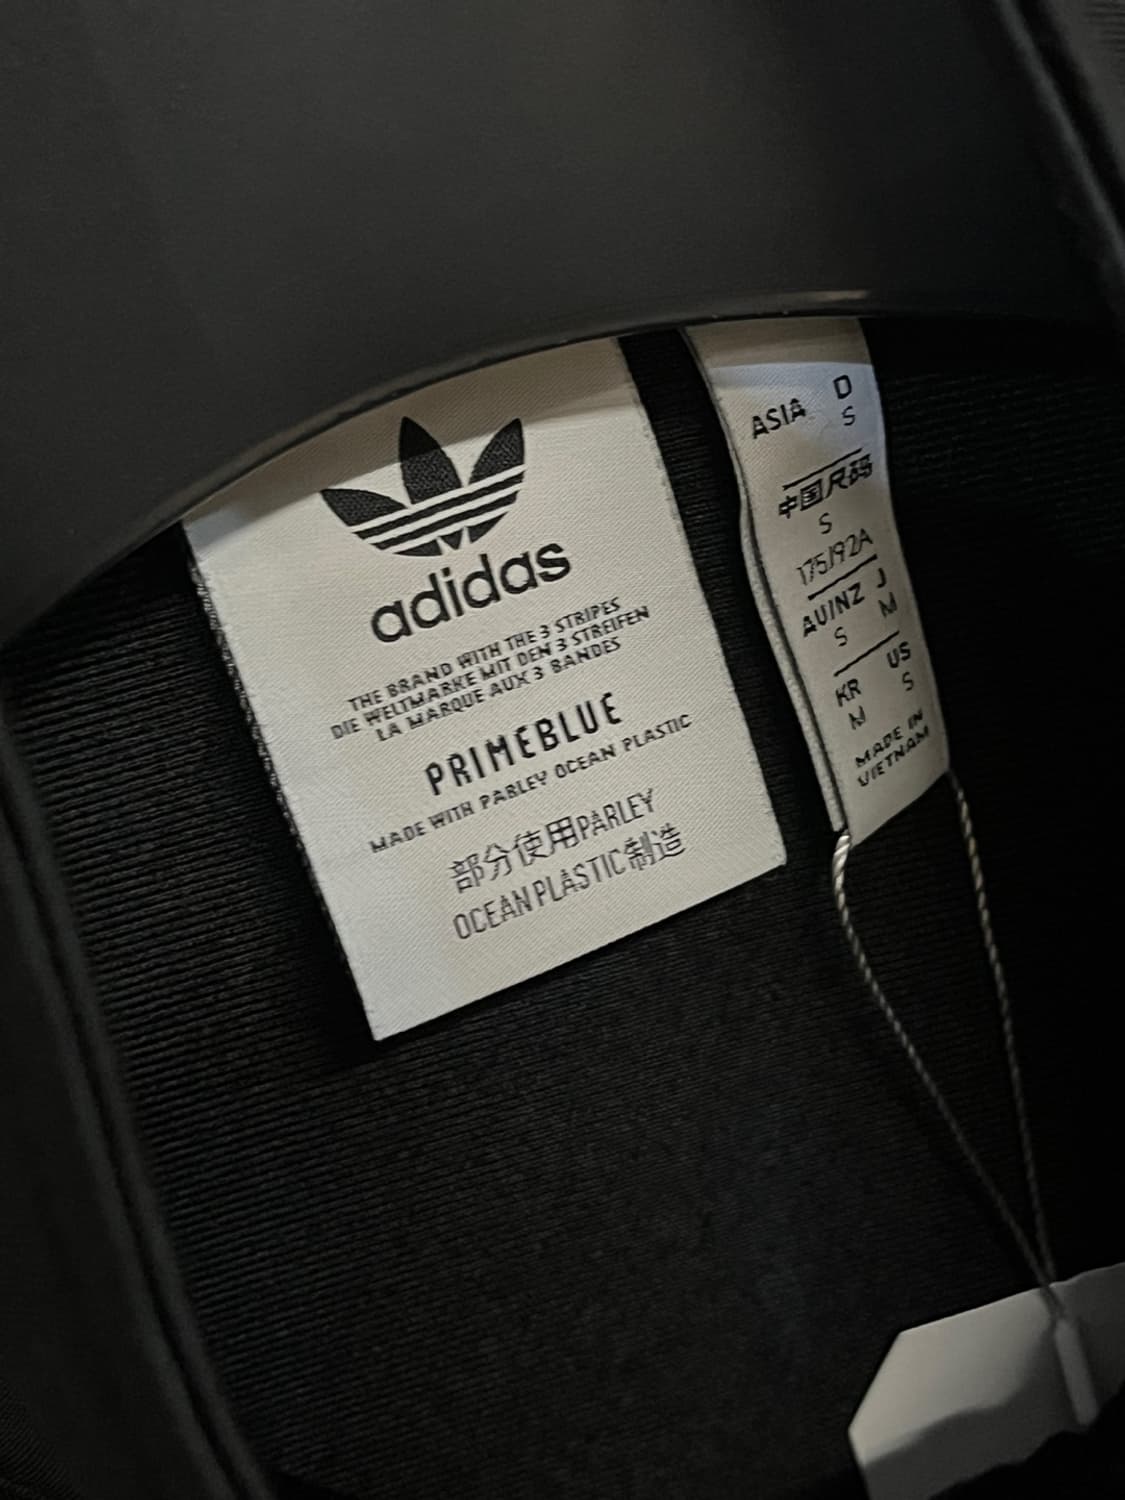 adidas
THE BRAND WITH THE 3 STRIPES
DIE WELTMARKE MIT DEN 3 STREIFEN
LA MARQUE AUX 3 BANDES
PRIMEBLUE
MADE WITH PARLEY OCEAN PLASTIC
部分使用PARLEY
OCEAN PLASTIC制造
ASIA D
S
中国尺码
S
175/92A
AU/NZ J
S M
KR US
M S
MADE IN
VIETNAM